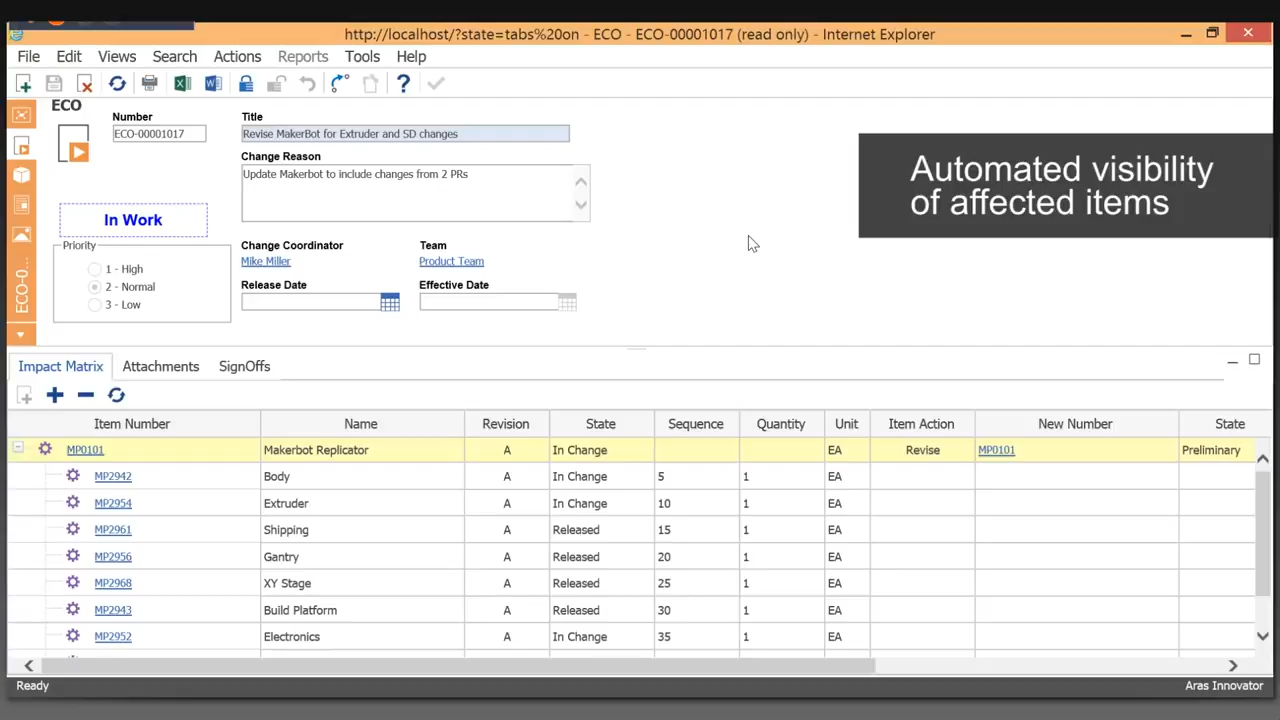 http://localhost/?state=tabs%20on - ECO - ECO-00001017 (read only) - Internet Explorer
File Edit Views Search Actions Reports Tools Help
ECO
Number
ECO-00001017
Title
Revise MakerBot for Extruder and SD changes
Change Reason
Update Makerbot to include changes from 2 PRs
Automated visibility
of affected items
In Work
Priority
1 - High
2 - Normal
3 - Low
Change Coordinator
Mike Miller
Team
Product Team
Release Date
Effective Date
ECO-0...
Impact Matrix Attachments SignOffs
Item Number Name Revision State Sequence Quantity Unit Item Action New Number State
MP0101 Makerbot Replicator A In Change EA Revise MP0101 Preliminary
MP2942 Body A In Change 5 1 EA
MP2954 Extruder A In Change 10 1 EA
MP2961 Shipping A Released 15 1 EA
MP2956 Gantry A Released 20 1 EA
MP2968 XY Stage A Released 25 1 EA
MP2943 Build Platform A Released 30 1 EA
MP2952 Electronics A In Change 35 1 EA
Ready Aras Innovator